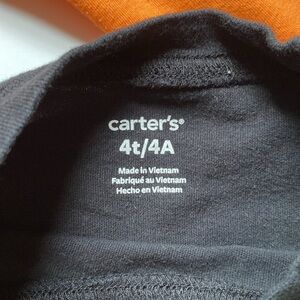 carter's®
4t/4A
Made in Vietnam
Fabriqué au Vietnam
Hecho en Vietnam